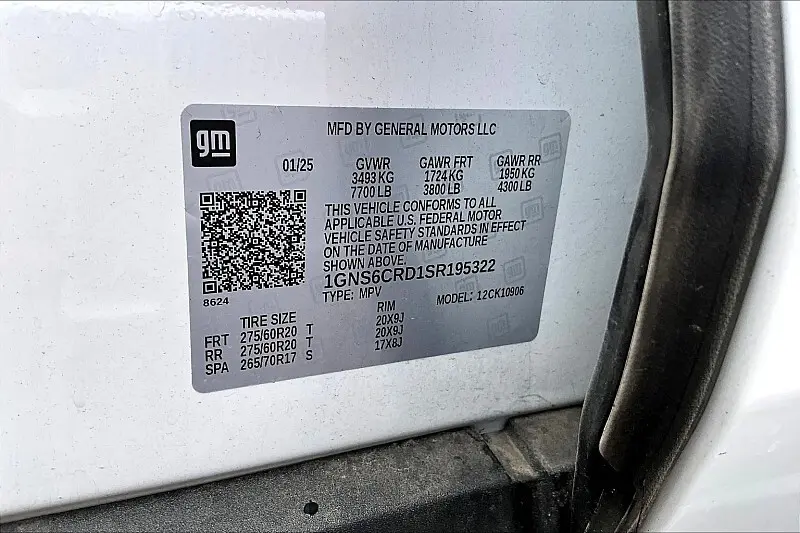 gm
MFD BY GENERAL MOTORS LLC
01/25 GVWR GAWR FRT GAWR RR
3493 KG 1724 KG 1950 KG
7700 LB 3800 LB 4300 LB
THIS VEHICLE CONFORMS TO ALL
APPLICABLE U.S. FEDERAL MOTOR
VEHICLE SAFETY STANDARDS IN EFFECT
ON THE DATE OF MANUFACTURE
SHOWN ABOVE.
1GNS6CRD1SR195322
8624
TYPE: MPV MODEL: 12CK10906
TIRE SIZE RIM
FRT 275/60R20 T 20X9J
RR 275/60R20 T 20X9J
SPA 265/70R17 S 17X8J